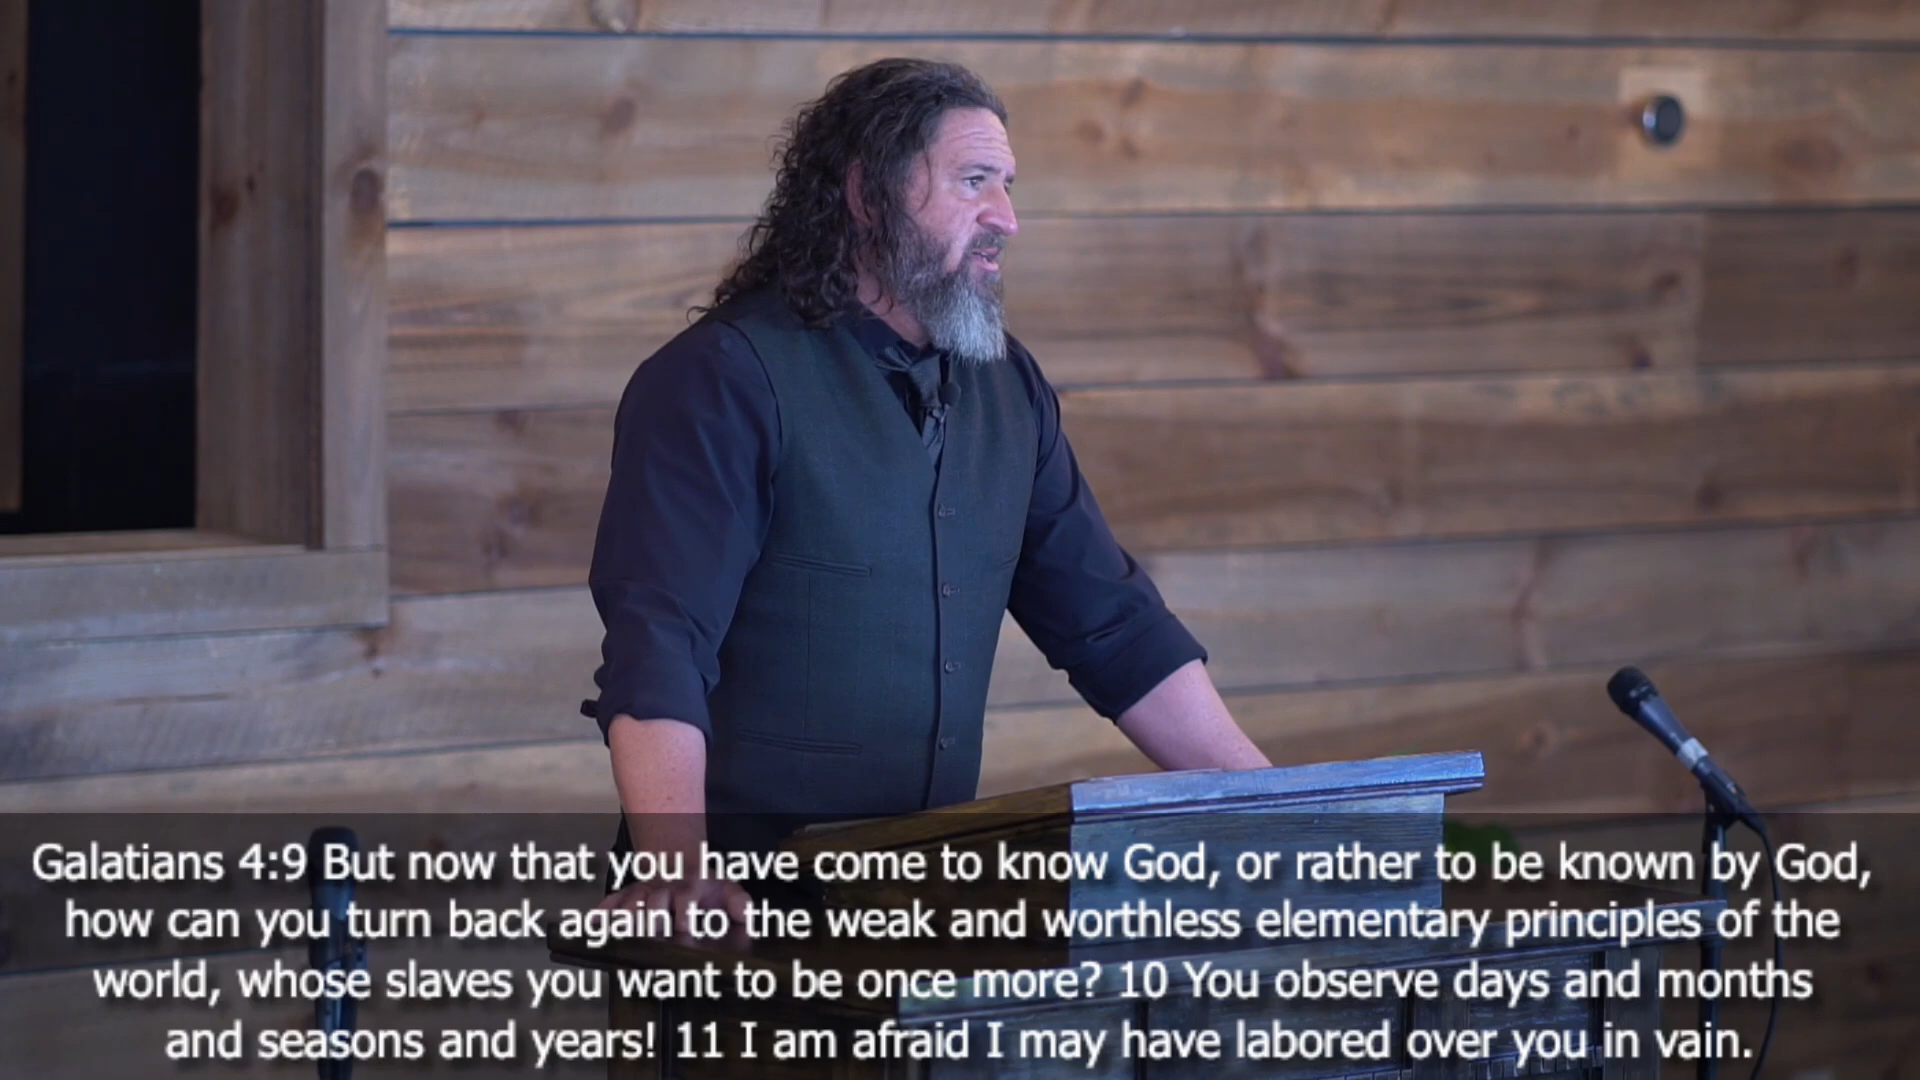 Galatians 4:9 But now that you have come to know God, or rather to be known by God,
how can you turn back again to the weak and worthless elementary principles of the
world, whose slaves you want to be once more? 10 You observe days and months
and seasons and years! 11 I am afraid I may have labored over you in vain.